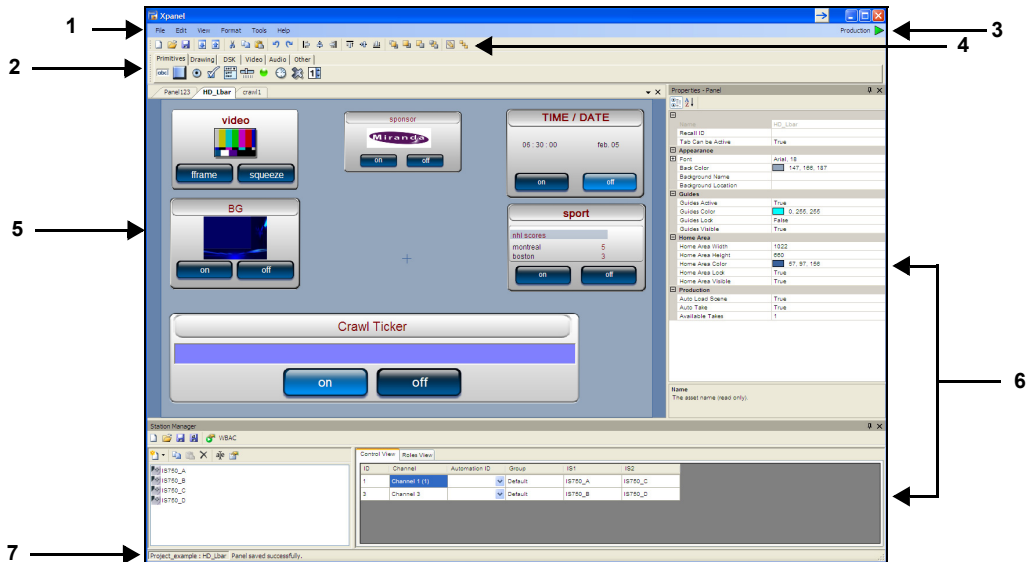 Xpanel
1
File Edit View Format Tools Help
Production
3
4
2
Primitives Drawing DSK Video Audio Other
abc
Panel123 HD_Lbar crawl1
Properties - Panel
Name HD_Lbar
Recall ID
Tab Can be Active True
Appearance
Font Arial, 18
Back Color 147, 166, 187
Background Name
Background Location
Guides
Guides Active True
Guides Color 0, 255, 255
Guides Lock False
Guides Visible True
Home Area
Home Area Width 1022
Home Area Height 660
Home Area Color 57, 97, 156
Home Area Lock True
Home Area Visible True
Production
Auto Load Scene True
Auto Take True
Available Takes 1
Name
The asset name (read only).
video
fframe squeeze
sponsor
Miranda
on off
TIME / DATE
06 : 30 : 00 feb. 05
on off
5
BG
on off
sport
nhl scores
montreal 5
boston 3
on off
Crawl Ticker
on off
6
Station Manager
WBAC
IS750_A
IS750_B
IS750_C
IS750_D
Control View Roles View
ID Channel Automation ID Group IS1 IS2
1 Channel 1 (1) Default IS750_A IS750_C
3 Channel 3 Default IS750_B IS750_D
7
Project_example : HD_Lbar Panel saved successfully.